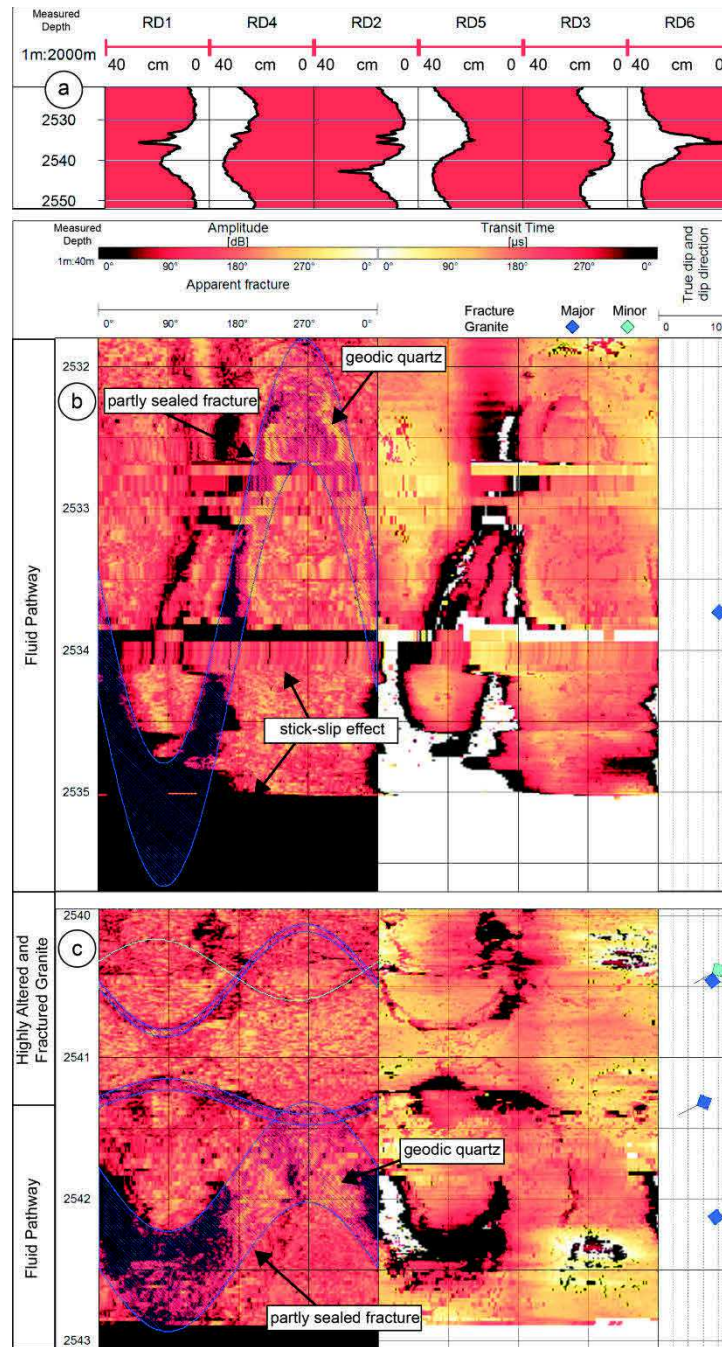 Measured Depth RD1 RD4 RD2 RD5 RD3 RD6
1m:2000m 40 cm 0 40 cm 0 40 cm 0 40 cm 0 40 cm 0 40 cm 0
a
2530
2540
2550
Measured Depth Amplitude [dB] Transit Time [µs] True dip and dip direction
1m:40m 0° 90° 180° 270° 0° 270° 180° 90° 0°
Apparent fracture
0° 90° 180° 270° 0° Fracture Granite Major Minor 0 10
2532
geodic quartz
b
partly sealed fracture
2533
Fluid Pathway
2534
stick-slip effect
2535
2540
c
Highly Altered and Fractured Granite
2541
geodic quartz
2542
Fluid Pathway
partly sealed fracture
2543